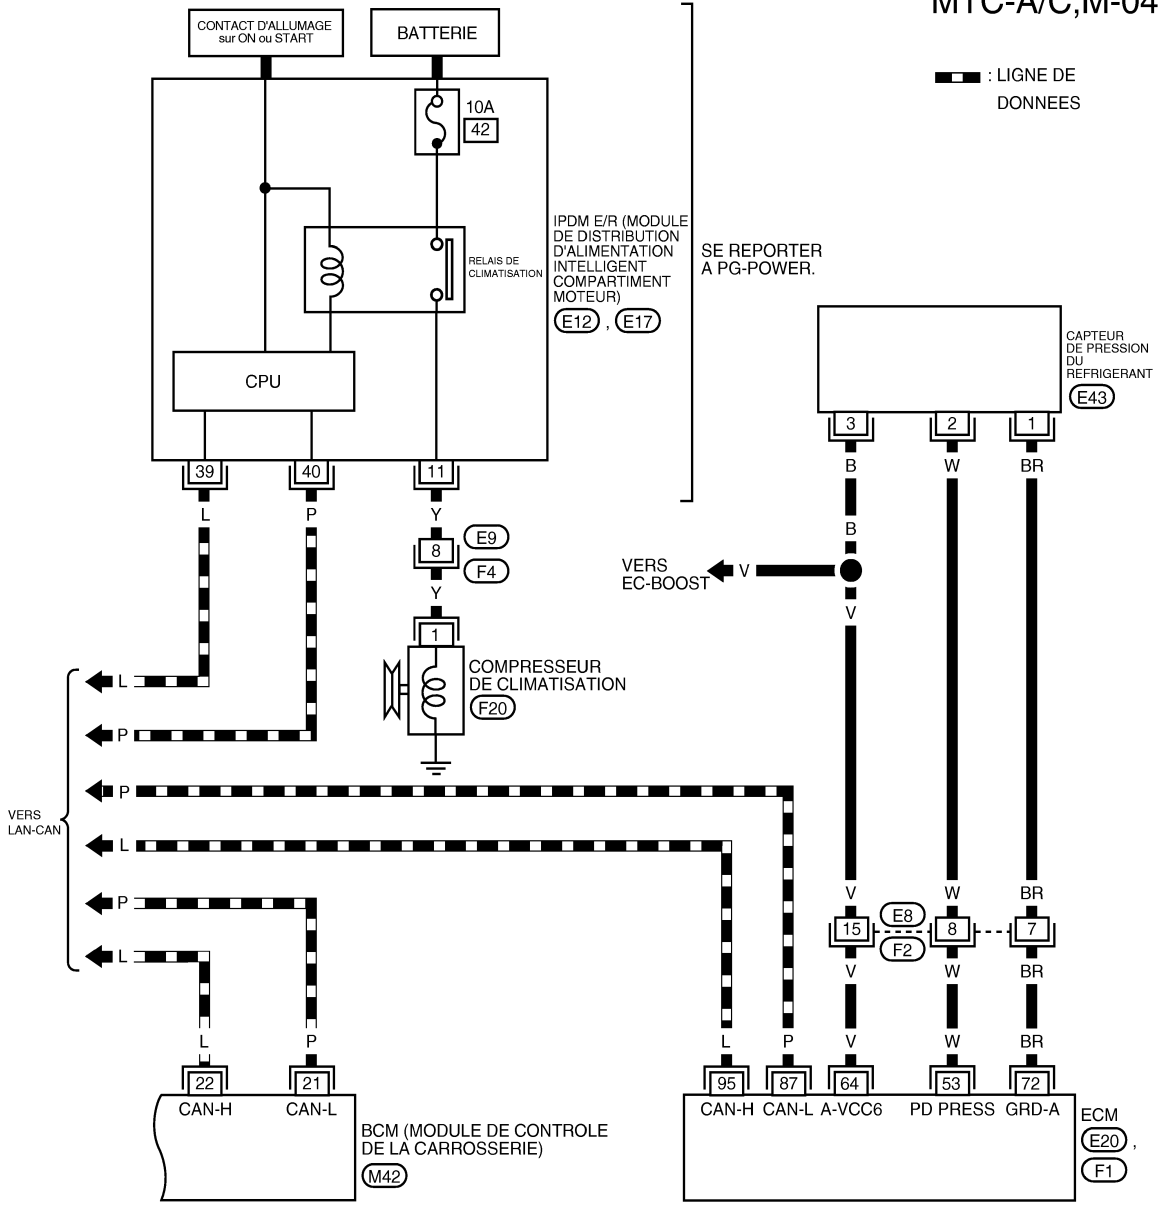 MTC-A/C,M-04
CONTACT D'ALLUMAGE
sur ON ou START
BATTERIE
: LIGNE DE
DONNEES
10A
42
IPDM E/R (MODULE
DE DISTRIBUTION
D'ALIMENTATION
INTELLIGENT
COMPARTIMENT
MOTEUR)
E12 , E17
RELAIS DE
CLIMATISATION
SE REPORTER
A PG-POWER.
CPU
CAPTEUR
DE PRESSION
DU
REFRIGERANT
E43
3 2 1
39 40 11
B W BR
L P Y
B
8
E9
F4
Y
VERS
EC-BOOST
V
V
1
COMPRESSEUR
DE CLIMATISATION
F20
L
P
P
VERS
LAN-CAN
L
P
L
V W BR
15 8 7
E8
F2
V W BR
L P L P V W BR
22 21 95 87 64 53 72
CAN-H CAN-L CAN-H CAN-L A-VCC6 PD PRESS GRD-A
BCM (MODULE DE CONTROLE
DE LA CARROSSERIE)
M42
ECM
E20 ,
F1